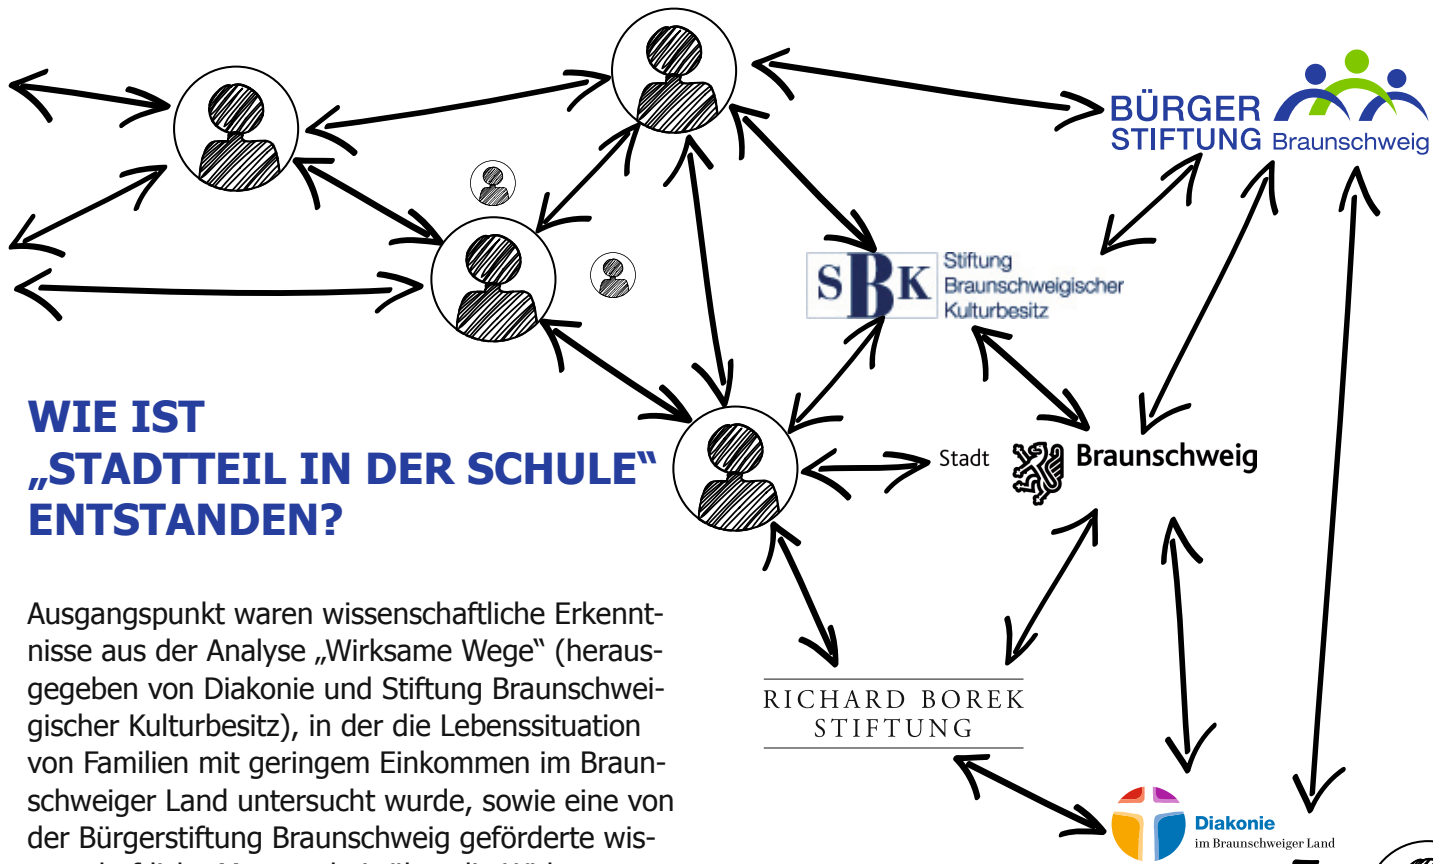 BÜRGER
STIFTUNG Braunschweig
SBK Stiftung
Braunschweigischer
Kulturbesitz
WIE IST
„STADTTEIL IN DER SCHULE“
ENTSTANDEN?
Stadt Braunschweig
Ausgangspunkt waren wissenschaftliche Erkennt-
nisse aus der Analyse „Wirksame Wege“ (heraus-
gegeben von Diakonie und Stiftung Braunschwei-
gischer Kulturbesitz), in der die Lebenssituation
von Familien mit geringem Einkommen im Braun-
schweiger Land untersucht wurde, sowie eine von
der Bürgerstiftung Braunschweig geförderte wis-
RICHARD BOREK
STIFTUNG
Diakonie
im Braunschweiger Land